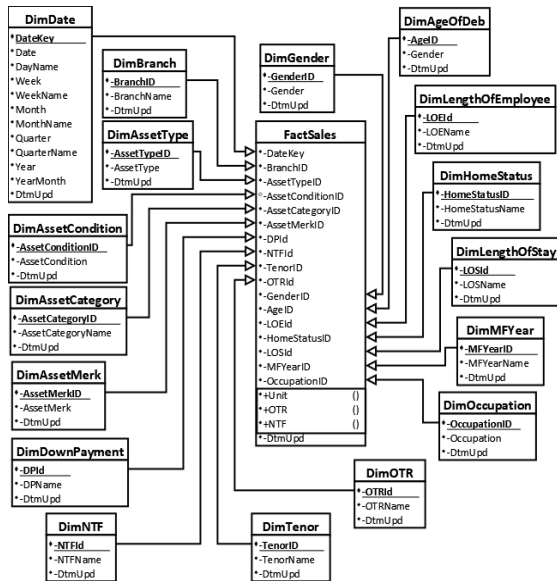 DimDate
DateKey
Date
DayName
Week
WeekName
Month
MonthName
Quarter
QuarterName
Year
YearMonth
DtmUpd
DimBranch
-BranchID
-BranchName
-DtmUpd
DimAssetType
-AssetTypeID
-AssetType
-DtmUpd
DimAssetCondition
-AssetConditionID
-AssetCondition
-DtmUpd
DimAssetCategory
-AssetCategoryID
-AssetCategoryName
-DtmUpd
DimAssetMerk
-AssetMerkID
-AssetMerk
-DtmUpd
DimDownPayment
-DPId
-DPName
-DtmUpd
DimNTF
-NTFId
-NTFName
-DtmUpd
DimGender
-GenderID
-Gender
-DtmUpd
FactSales
-DateKey
-BranchID
-AssetTypeID
-AssetConditionID
-AssetCategoryID
-AssetMerkID
-DPId
-NTFId
-TenorID
-OTRId
-GenderID
-AgeID
-LOEId
-HomeStatusID
-LOSId
-MFYearID
-OccupationID
+Unit ()
+OTR ()
+NTF ()
-DtmUpd
DimTenor
-TenorID
-TenorName
-DtmUpd
DimAgeOfDeb
-AgeID
-Gender
-DtmUpd
DimLengthOfEmployee
-LOEId
-LOEName
-DtmUpd
DimHomeStatus
-HomeStatusID
-HomeStatusName
-DtmUpd
DimLengthOfStay
-LOSId
-LOSName
-DtmUpd
DimMFYear
-MFYearID
-MFYearName
-DtmUpd
DimOccupation
-OccupationID
-Occupation
-DtmUpd
DimOTR
-OTRId
-OTRName
-DtmUpd